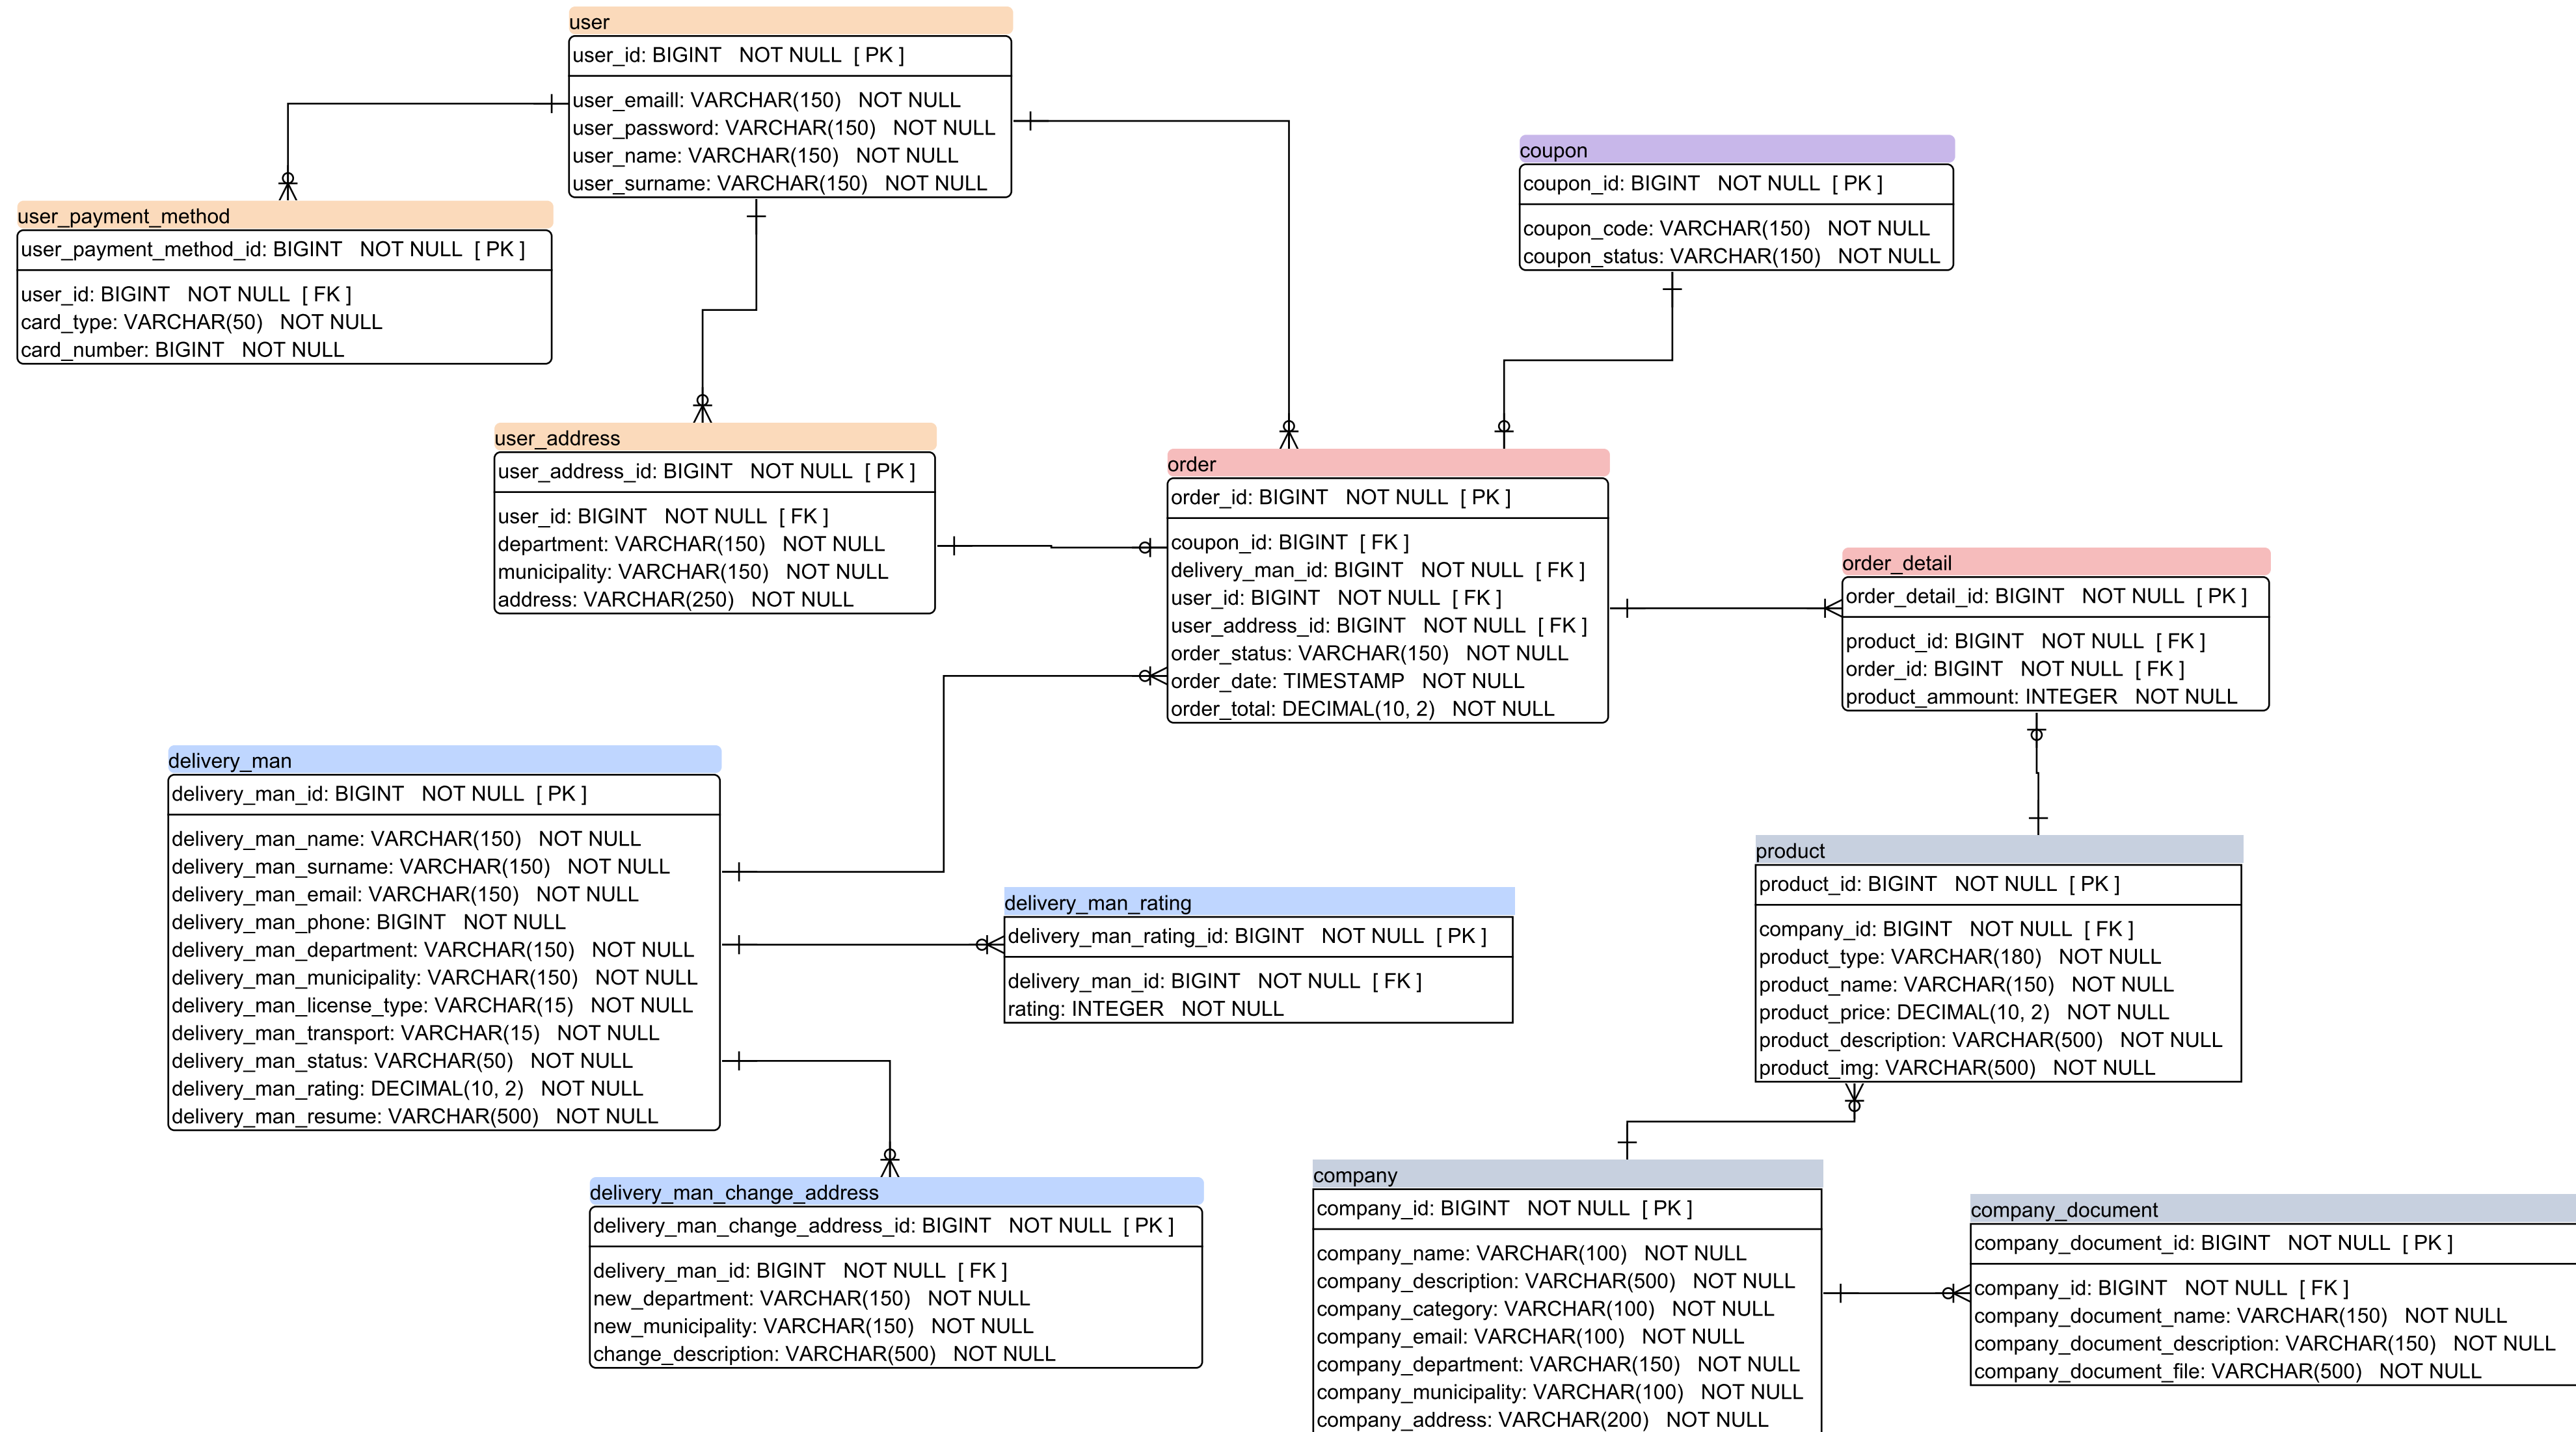 user
user_id: BIGINT NOT NULL [ PK ]
user_emaill: VARCHAR(150) NOT NULL
user_password: VARCHAR(150) NOT NULL
user_name: VARCHAR(150) NOT NULL
user_surname: VARCHAR(150) NOT NULL
coupon
coupon_id: BIGINT NOT NULL [ PK ]
coupon_code: VARCHAR(150) NOT NULL
coupon_status: VARCHAR(150) NOT NULL
user_payment_method
user_payment_method_id: BIGINT NOT NULL [ PK ]
user_id: BIGINT NOT NULL [ FK ]
card_type: VARCHAR(50) NOT NULL
card_number: BIGINT NOT NULL
user_address
user_address_id: BIGINT NOT NULL [ PK ]
user_id: BIGINT NOT NULL [ FK ]
department: VARCHAR(150) NOT NULL
municipality: VARCHAR(150) NOT NULL
address: VARCHAR(250) NOT NULL
order
order_id: BIGINT NOT NULL [ PK ]
coupon_id: BIGINT [ FK ]
delivery_man_id: BIGINT NOT NULL [ FK ]
user_id: BIGINT NOT NULL [ FK ]
user_address_id: BIGINT NOT NULL [ FK ]
order_status: VARCHAR(150) NOT NULL
order_date: TIMESTAMP NOT NULL
order_total: DECIMAL(10, 2) NOT NULL
order_detail
order_detail_id: BIGINT NOT NULL [ PK ]
product_id: BIGINT NOT NULL [ FK ]
order_id: BIGINT NOT NULL [ FK ]
product_ammount: INTEGER NOT NULL
delivery_man
delivery_man_id: BIGINT NOT NULL [ PK ]
delivery_man_name: VARCHAR(150) NOT NULL
delivery_man_surname: VARCHAR(150) NOT NULL
delivery_man_email: VARCHAR(150) NOT NULL
delivery_man_phone: BIGINT NOT NULL
delivery_man_department: VARCHAR(150) NOT NULL
delivery_man_municipality: VARCHAR(150) NOT NULL
delivery_man_license_type: VARCHAR(15) NOT NULL
delivery_man_transport: VARCHAR(15) NOT NULL
delivery_man_status: VARCHAR(50) NOT NULL
delivery_man_rating: DECIMAL(10, 2) NOT NULL
delivery_man_resume: VARCHAR(500) NOT NULL
delivery_man_rating
delivery_man_rating_id: BIGINT NOT NULL [ PK ]
delivery_man_id: BIGINT NOT NULL [ FK ]
rating: INTEGER NOT NULL
product
product_id: BIGINT NOT NULL [ PK ]
company_id: BIGINT NOT NULL [ FK ]
product_type: VARCHAR(180) NOT NULL
product_name: VARCHAR(150) NOT NULL
product_price: DECIMAL(10, 2) NOT NULL
product_description: VARCHAR(500) NOT NULL
product_img: VARCHAR(500) NOT NULL
delivery_man_change_address
delivery_man_change_address_id: BIGINT NOT NULL [ PK ]
delivery_man_id: BIGINT NOT NULL [ FK ]
new_department: VARCHAR(150) NOT NULL
new_municipality: VARCHAR(150) NOT NULL
change_description: VARCHAR(500) NOT NULL
company
company_id: BIGINT NOT NULL [ PK ]
company_name: VARCHAR(100) NOT NULL
company_description: VARCHAR(500) NOT NULL
company_category: VARCHAR(100) NOT NULL
company_email: VARCHAR(100) NOT NULL
company_department: VARCHAR(150) NOT NULL
company_municipality: VARCHAR(100) NOT NULL
company_address: VARCHAR(200) NOT NULL
company_document
company_document_id: BIGINT NOT NULL [ PK ]
company_id: BIGINT NOT NULL [ FK ]
company_document_name: VARCHAR(150) NOT NULL
company_document_description: VARCHAR(150) NOT NULL
company_document_file: VARCHAR(500) NOT NULL